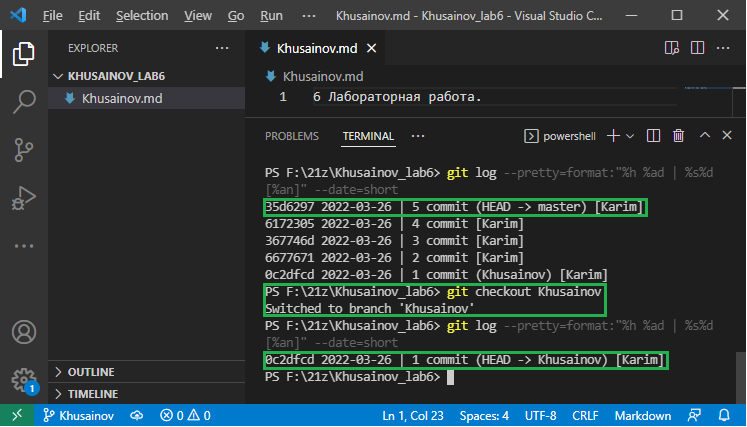 File Edit Selection View Go Run ··· Khusainov.md - Khusainov_lab6 - Visual Studio C...
EXPLORER
···
KHUSAINOV_LAB6
Khusainov.md
OUTLINE
TIMELINE
Khusainov.md
Khusainov.md
1 6 Лабораторная работа.
PROBLEMS TERMINAL ··· powershell
PS F:\21z\Khusainov_lab6> git log --pretty=format:"%h %ad | %s%d
[%an]" --date=short
35d6297 2022-03-26 | 5 commit (HEAD -> master) [Karim]
6172305 2022-03-26 | 4 commit [Karim]
367746d 2022-03-26 | 3 commit [Karim]
6677671 2022-03-26 | 2 commit [Karim]
0c2dfcd 2022-03-26 | 1 commit (Khusainov) [Karim]
PS F:\21z\Khusainov_lab6> git checkout Khusainov
Switched to branch 'Khusainov'
PS F:\21z\Khusainov_lab6> git log --pretty=format:"%h %ad | %s%d
[%an]" --date=short
0c2dfcd 2022-03-26 | 1 commit (HEAD -> Khusainov) [Karim]
PS F:\21z\Khusainov_lab6>
1
Khusainov 0 0 Ln 1, Col 23 Spaces: 4 UTF-8 CRLF Markdown